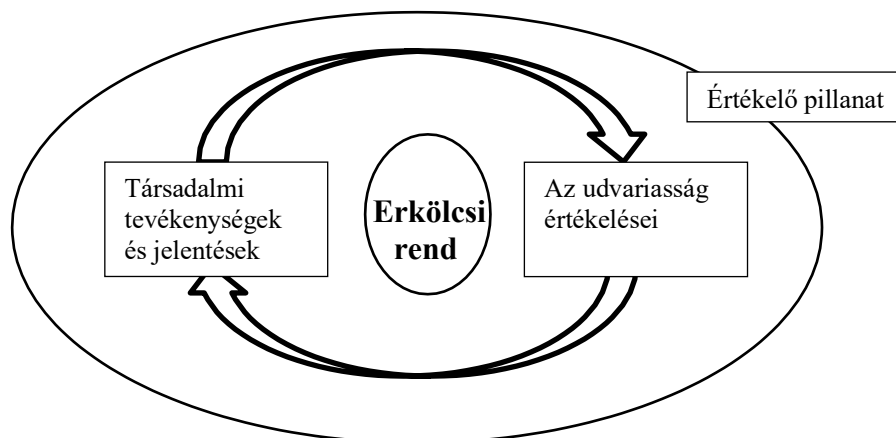 Értékelő pillanat
Társadalmi
tevékenységek
és jelentések
Erkölcsi
rend
Az udvariasság
értékelései